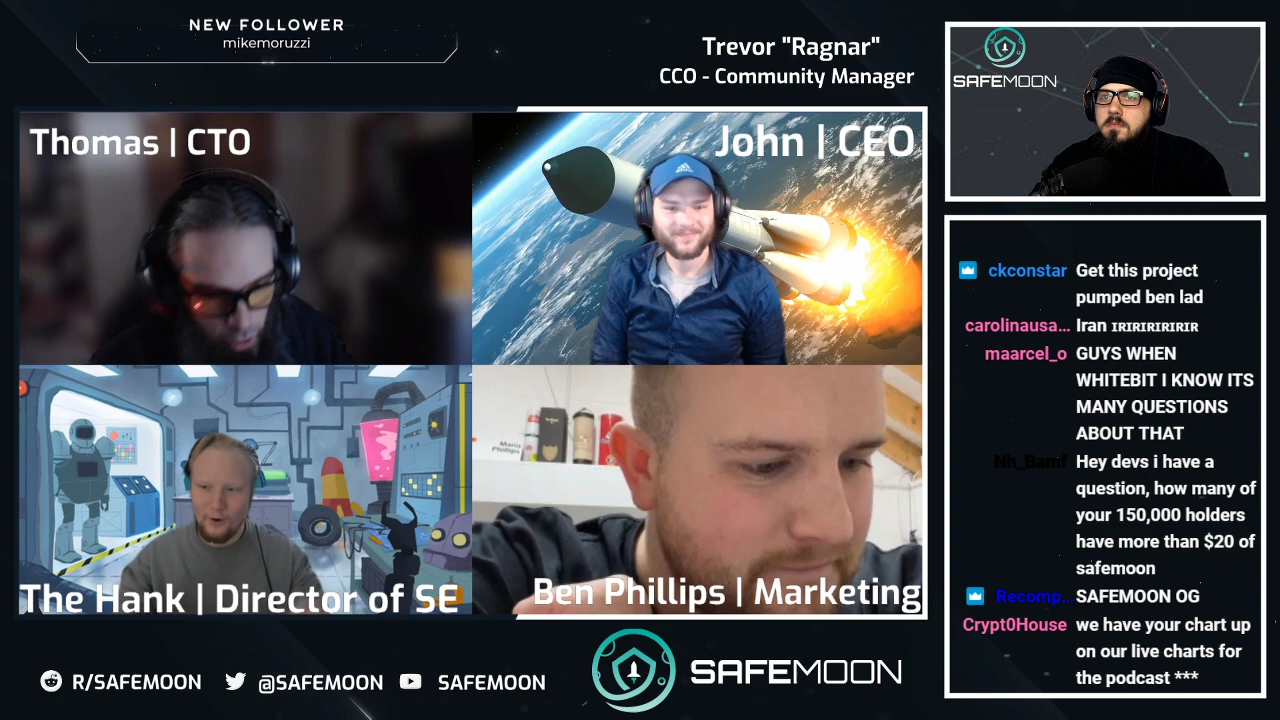 NEW FOLLOWER
mikemoruzzi
Trevor "Ragnar"
CCO - Community Manager
SAFEMOON
Thomas | CTO
John | CEO
The Hank | Director of SE
Ben Phillips | Marketing
ckconstar Get this project
pumped ben lad
carolinausa... Iran ɪʀɪʀɪʀɪʀɪʀɪʀ
maarcel_o GUYS WHEN
WHITEBIT I KNOW ITS
MANY QUESTIONS
ABOUT THAT
Hey devs i have a
question, how many of
your 150,000 holders
have more than $20 of
safemoon
Recomp... SAFEMOON OG
Crypt0House we have your chart up
on our live charts for
the podcast ***
R/SAFEMOON
@SAFEMOON
SAFEMOON
SAFEMOON